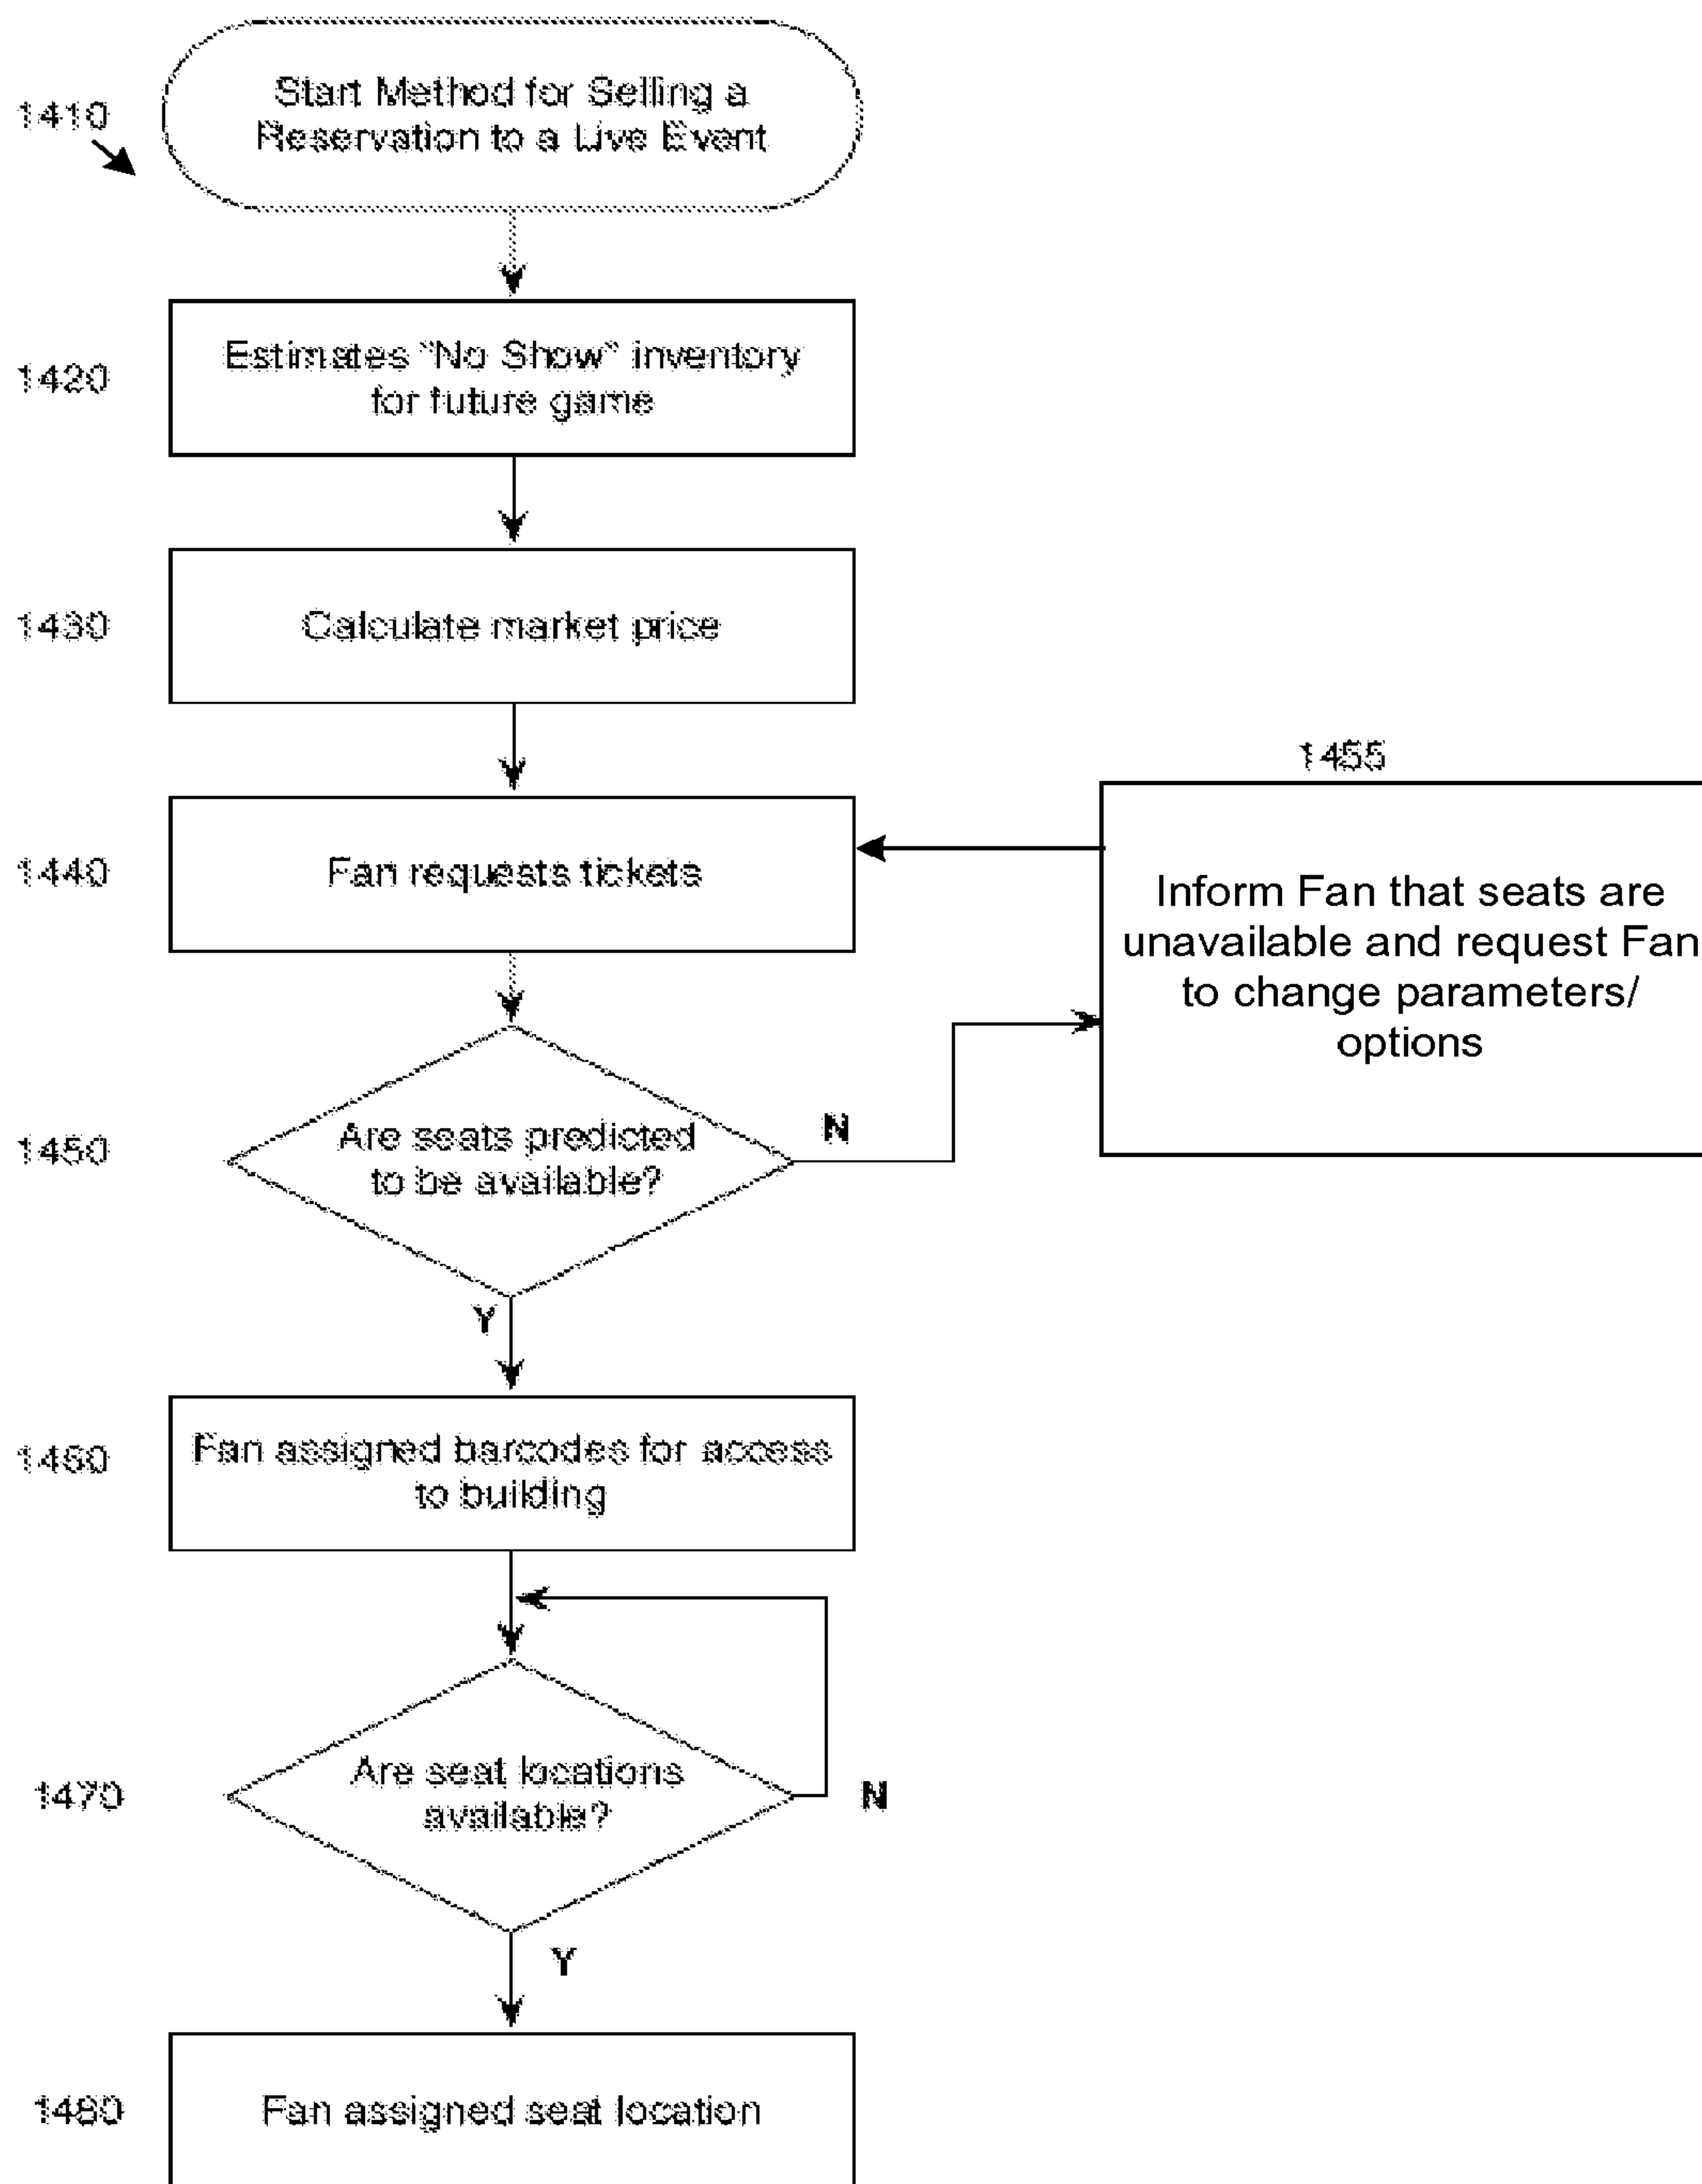 1410
Start Method for Selling a
Reservation to a Live Event
1420
Estimates "No Show" inventory
for future game
1430
Calculate market price
1440
Fan requests tickets
1455
Inform Fan that seats are
unavailable and request Fan
to change parameters/
options
1450
Are seats predicted
to be available?
N
Y
1460
Fan assigned barcodes for access
to building
1470
Are seat locations
available?
N
Y
1480
Fan assigned seat location